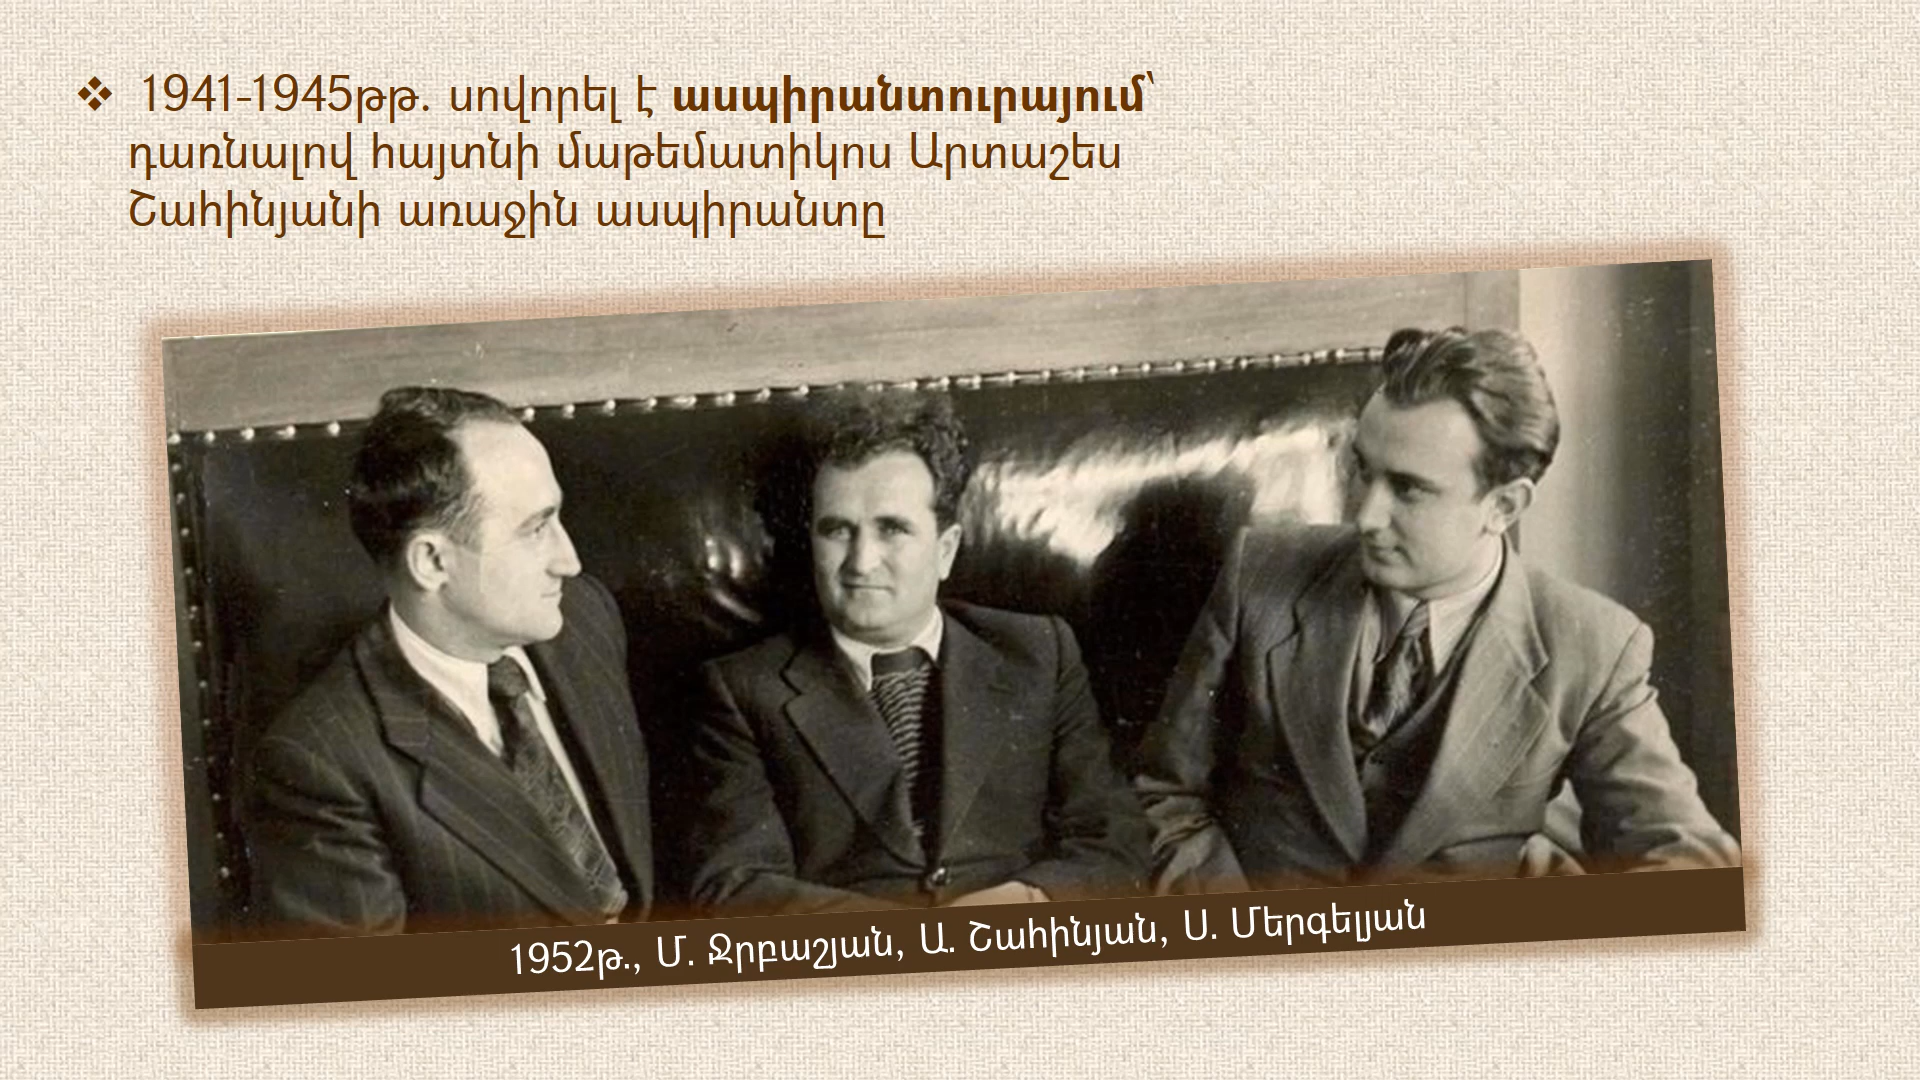 ❖ 1941-1945թթ. սովորել է ասպիրանտուրայում՝
դառնալով հայտնի մաթեմատիկոս Արտաշես
Շահինյանի առաջին ասպիրանտը
1952թ., Մ. Ջրբաշյան, Ա. Շահինյան, Ս. Մերգելյան